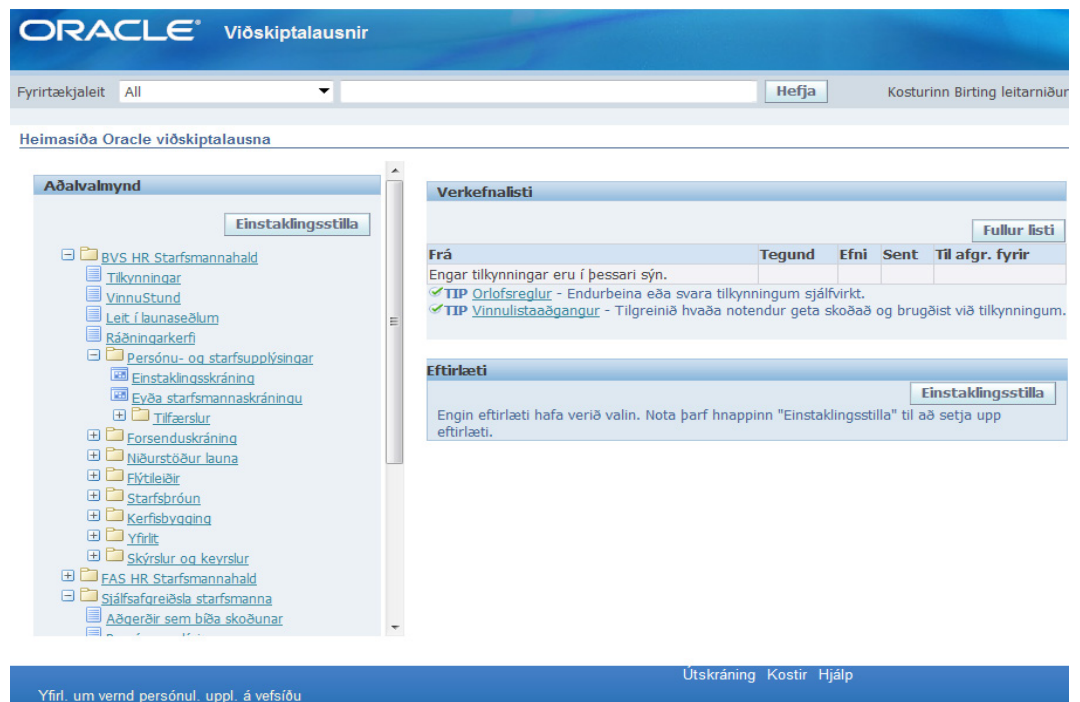 ORACLE® Viðskiptalausnir
Fyrirtækjaleit All Hefja Kosturinn Birting leitarniður
Heimasíða Oracle viðskiptalausna
Aðalvalmynd
Einstaklingsstilla
BVS HR Starfsmannahald
Tilkynningar
VinnuStund
Leit í launaseðlum
Ráðningarkerfi
Persónu- og starfsupplýsingar
Einstaklingsskráning
Eyða starfsmannaskráningu
Tilfærslur
Forsenduskráning
Niðurstöður launa
Flýtileiðir
Starfsþróun
Kerfisbygging
Yfirlit
Skýrslur og keyrslur
FAS HR Starfsmannahald
Sjálfsafgreiðsla starfsmanna
Aðgerðir sem bíða skoðunar
Verkefnalisti
Fullur listi
Frá Tegund Efni Sent Til afgr. fyrir
Engar tilkynningar eru í þessari sýn.
TIP Orlofsreglur - Endurbeina eða svara tilkynningum sjálfvirkt.
TIP Vinnulistaaðgangur - Tilgreinið hvaða notendur geta skoðað og brugðist við tilkynningum.
Eftirlæti
Einstaklingsstilla
Engin eftirlæti hafa verið valin. Nota þarf hnappinn "Einstaklingsstilla" til að setja upp
eftirlæti.
Útskráning Kostir Hjálp
Yfirl. um vernd persónul. uppl. á vefsíðu